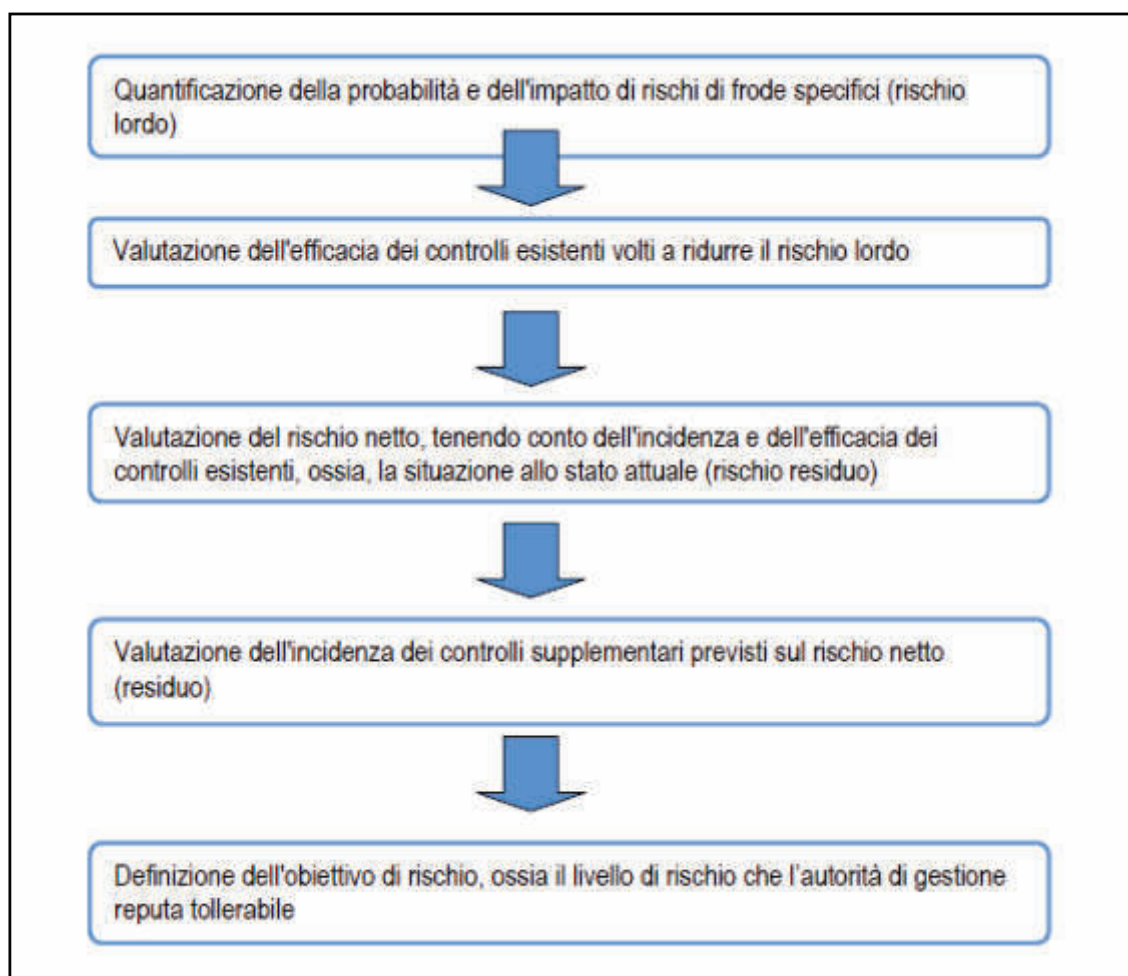 Quantificazione della probabilità e dell'impatto di rischi di frode specifici (rischio
lordo)
Valutazione dell'efficacia dei controlli esistenti volti a ridurre il rischio lordo
Valutazione del rischio netto, tenendo conto dell'incidenza e dell'efficacia dei
controlli esistenti, ossia, la situazione allo stato attuale (rischio residuo)
Valutazione dell'incidenza dei controlli supplementari previsti sul rischio netto
(residuo)
Definizione dell'obiettivo di rischio, ossia il livello di rischio che l'autorità di gestione
reputa tollerabile